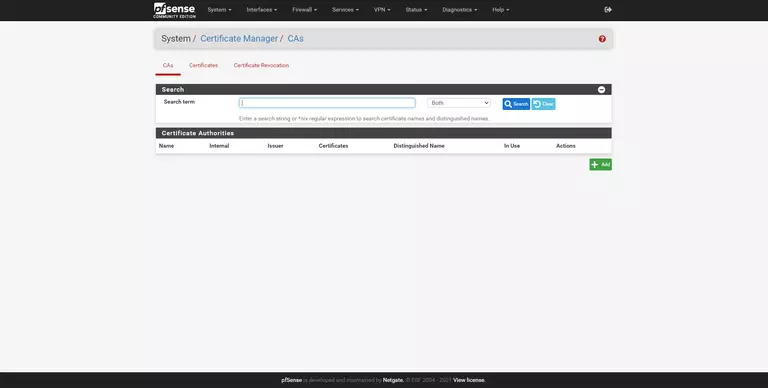 pfsense
COMMUNITY EDITION
System Interfaces Firewall Services VPN Status Diagnostics Help
System / Certificate Manager / CAs
CAs Certificates Certificate Revocation
Search
Search term Both Search Clear
Enter a search string or *nix regular expression to search certificate names and distinguished names.
Certificate Authorities
Name Internal Issuer Certificates Distinguished Name In Use Actions
Add
pfSense is developed and maintained by Netgate. © ESF 2004 - 2021 View license.